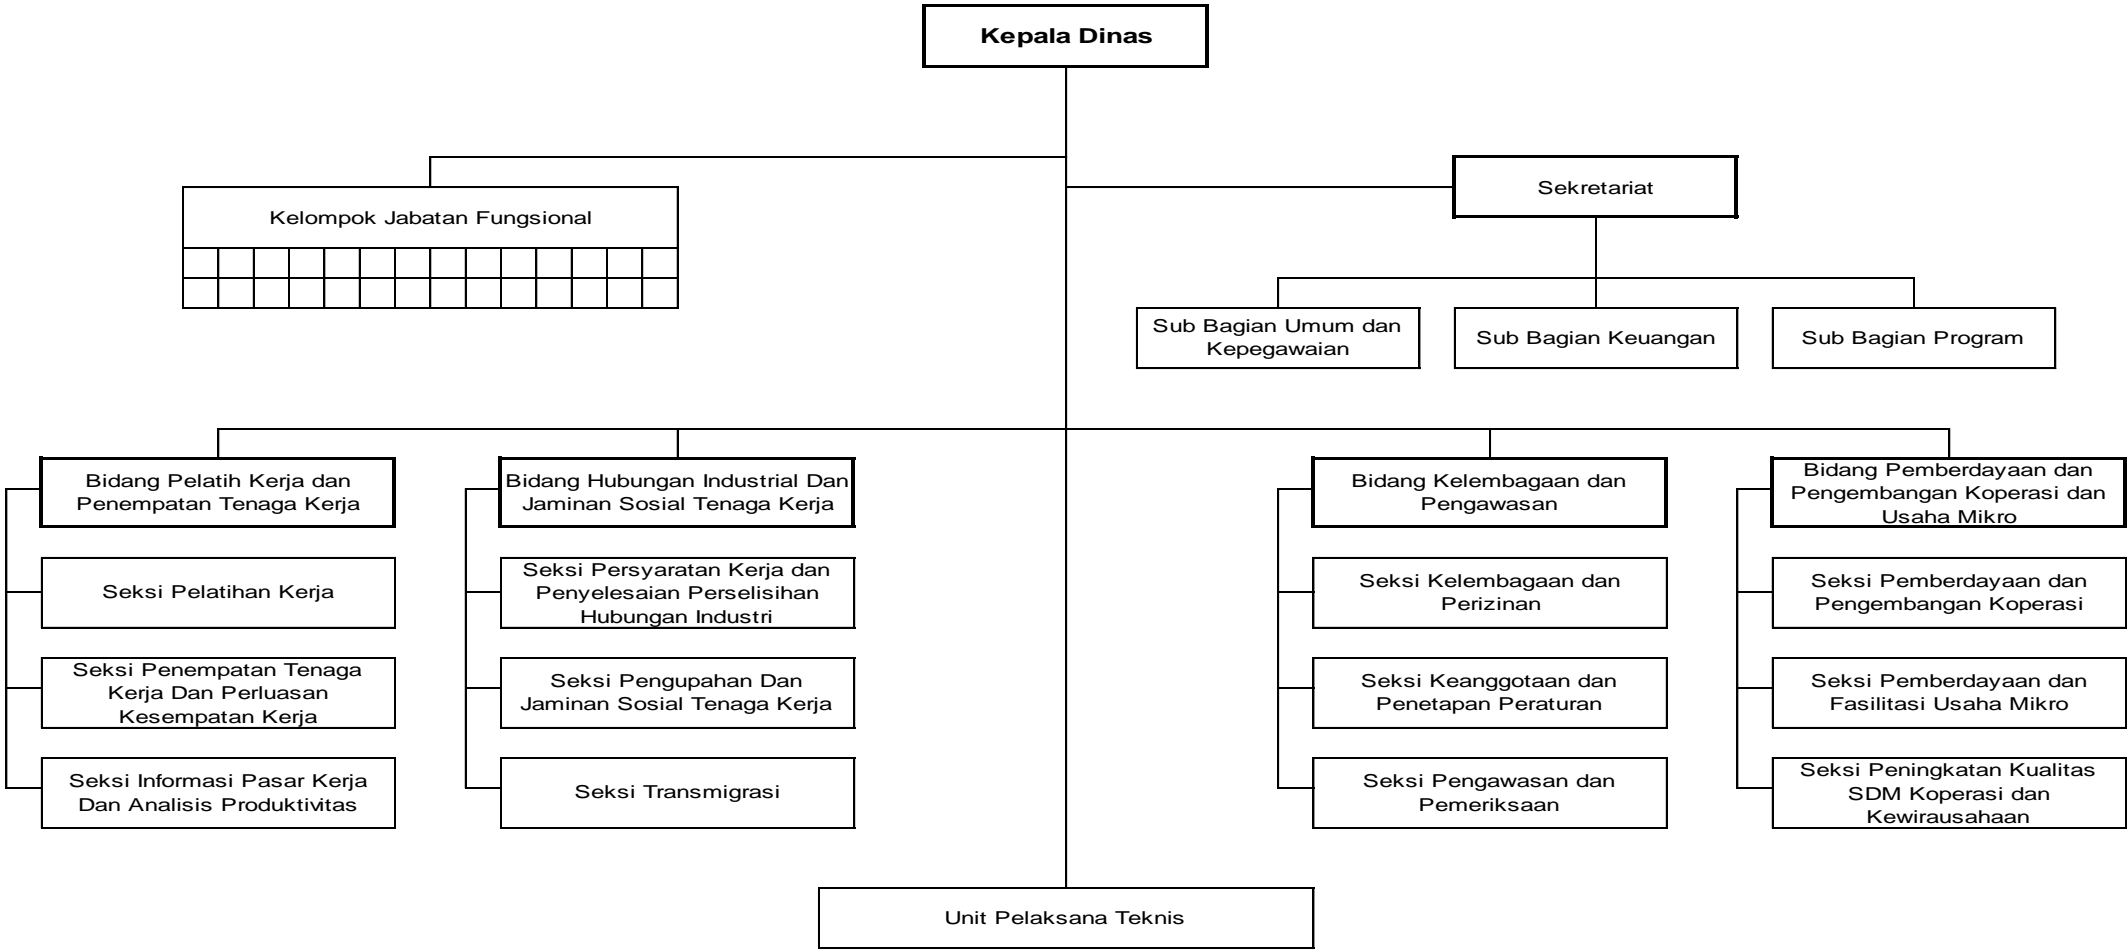 Kepala Dinas
Sekretariat
Kelompok Jabatan Fungsional
Sub Bagian Umum dan
Kepegawaian
Sub Bagian Keuangan
Sub Bagian Program
Bidang Pelatih Kerja dan
Penempatan Tenaga Kerja
Bidang Hubungan Industrial Dan
Jaminan Sosial Tenaga Kerja
Bidang Kelembagaan dan
Pengawasan
Bidang Pemberdayaan dan
Pengembangan Koperasi dan
Usaha Mikro
Seksi Pelatihan Kerja
Seksi Persyaratan Kerja dan
Penyelesaian Perselisihan
Hubungan Industri
Seksi Kelembagaan dan
Perizinan
Seksi Pemberdayaan dan
Pengembangan Koperasi
Seksi Penempatan Tenaga
Kerja Dan Perluasan
Kesempatan Kerja
Seksi Pengupahan Dan
Jaminan Sosial Tenaga Kerja
Seksi Keanggotaan dan
Penetapan Peraturan
Seksi Pemberdayaan dan
Fasilitasi Usaha Mikro
Seksi Informasi Pasar Kerja
Dan Analisis Produktivitas
Seksi Transmigrasi
Seksi Pengawasan dan
Pemeriksaan
Seksi Peningkatan Kualitas
SDM Koperasi dan
Kewirausahaan
Unit Pelaksana Teknis